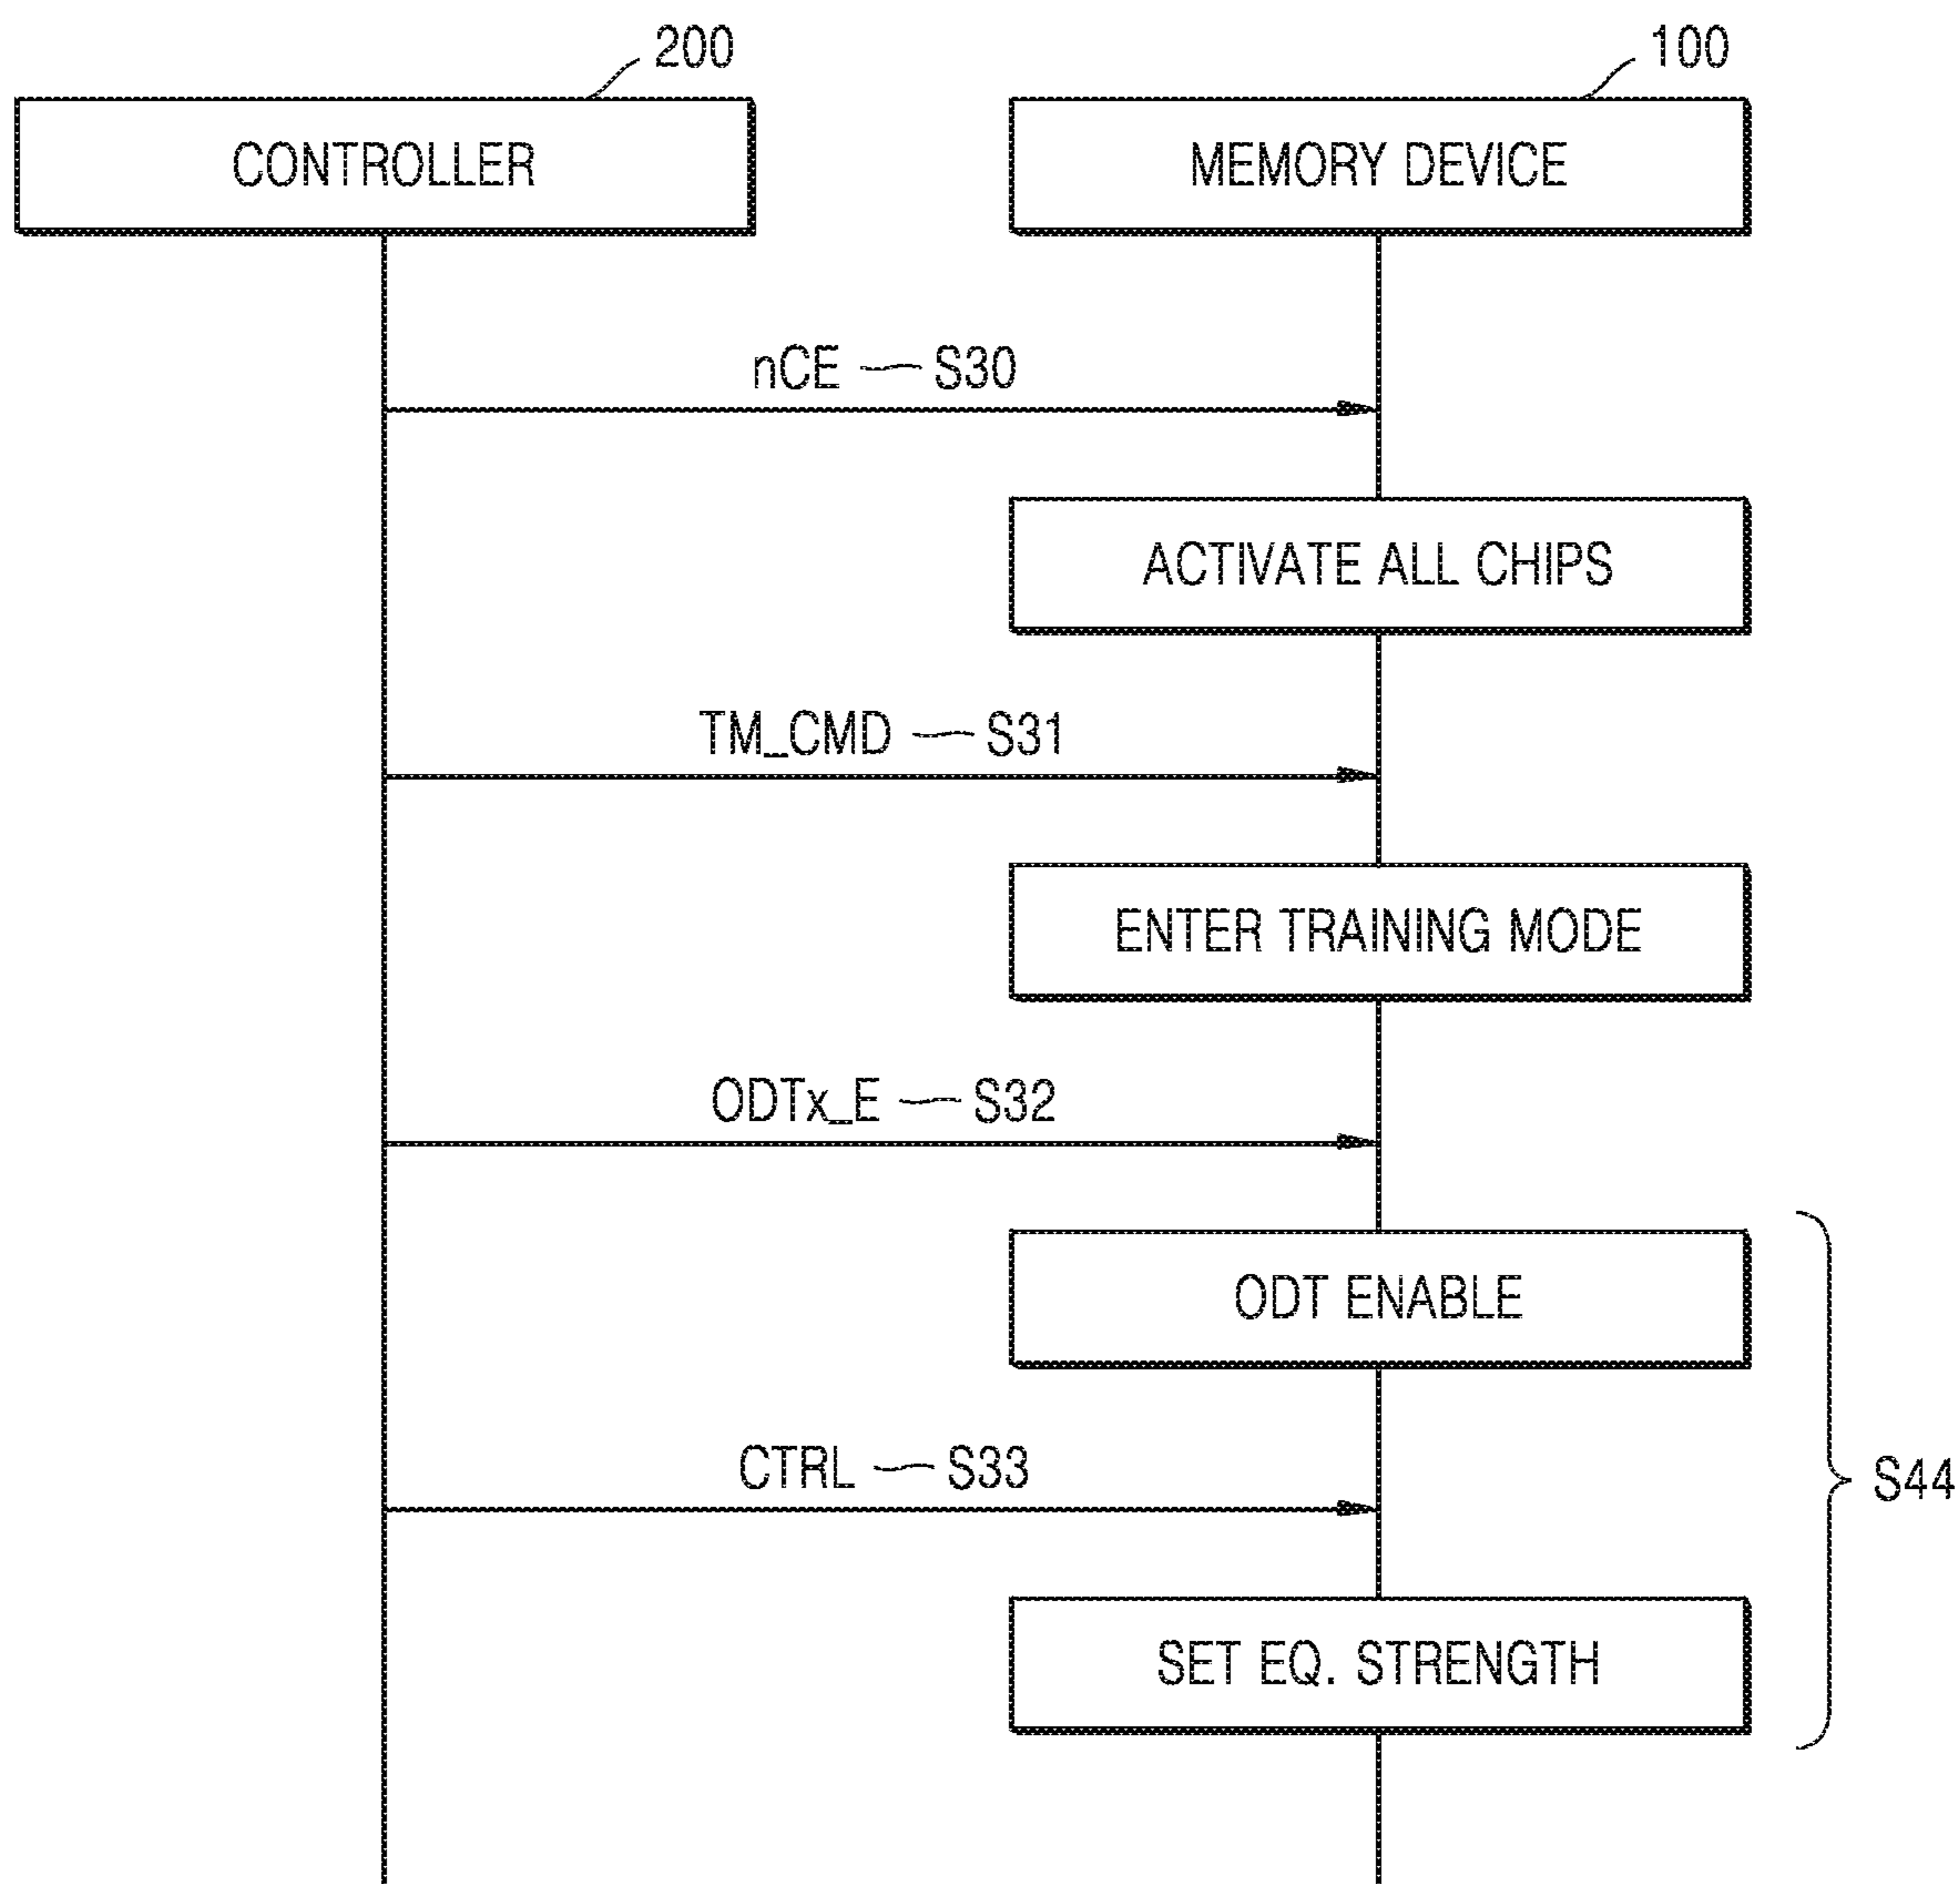 200
100
CONTROLLER
MEMORY DEVICE
nCE S30
ACTIVATE ALL CHIPS
TM_CMD S31
ENTER TRAINING MODE
ODTx_E S32
ODT ENABLE
CTRL S33
S44
SET EQ. STRENGTH